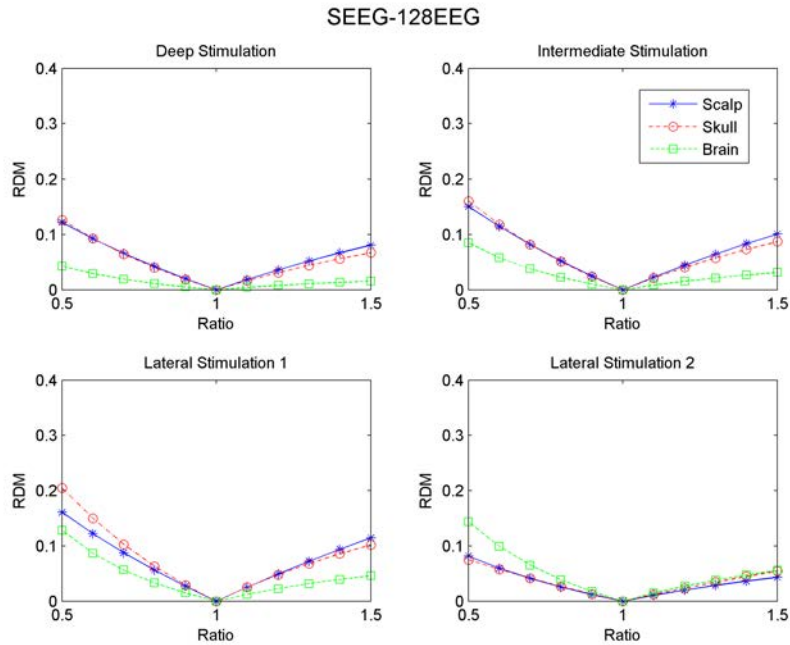 SEEG-128EEG
Deep Stimulation
0.4
0.3
0.2
0.1
0
RDM
0.5
1
1.5
Ratio
Intermediate Stimulation
0.4
0.3
0.2
0.1
0
RDM
Scalp
Skull
Brain
0.5
1
1.5
Ratio
Lateral Stimulation 1
0.4
0.3
0.2
0.1
0
RDM
0.5
1
1.5
Ratio
Lateral Stimulation 2
0.4
0.3
0.2
0.1
0
RDM
0.5
1
1.5
Ratio